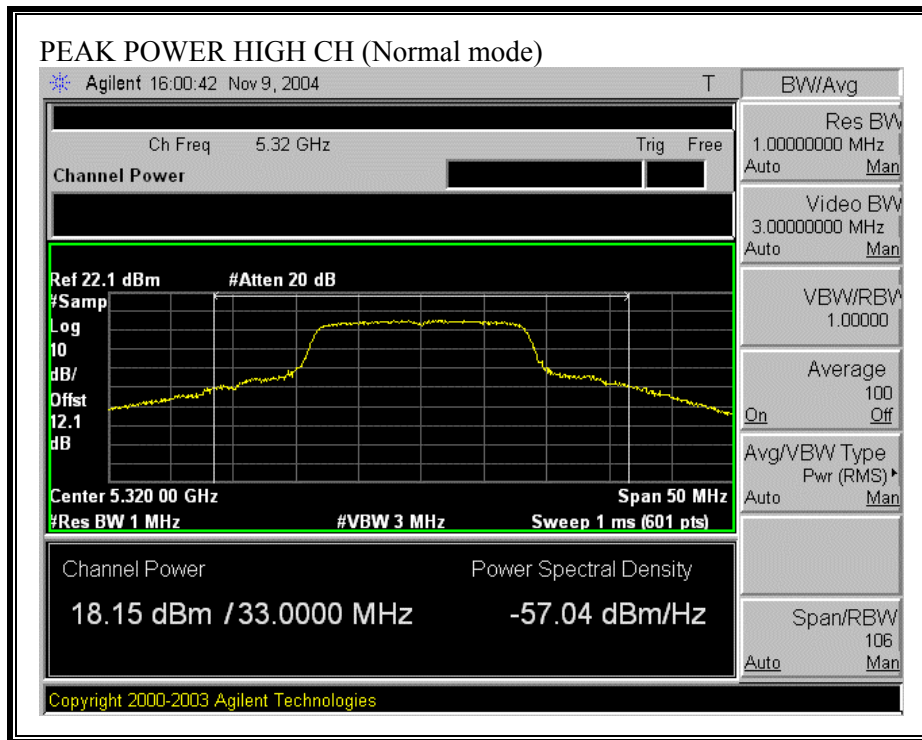 PEAK POWER HIGH CH (Normal mode)
Agilent 16:00:42 Nov 9, 2004 T
BW/Avg
Ch Freq 5.32 GHz Trig Free
Channel Power
Res BW
1.00000000 MHz
Auto Man
Video BW
3.00000000 MHz
Auto Man
VBW/RBW
1.00000
Average
100
On Off
Avg/VBW Type
Pwr (RMS)
Auto Man
Span/RBW
106
Auto Man
Ref 22.1 dBm #Atten 20 dB
#Samp
Log
10
dB/
Offst
12.1
dB
Center 5.320 00 GHz Span 50 MHz
#Res BW 1 MHz #VBW 3 MHz Sweep 1 ms (601 pts)
Channel Power Power Spectral Density
18.15 dBm / 33.0000 MHz -57.04 dBm/Hz
Copyright 2000-2003 Agilent Technologies